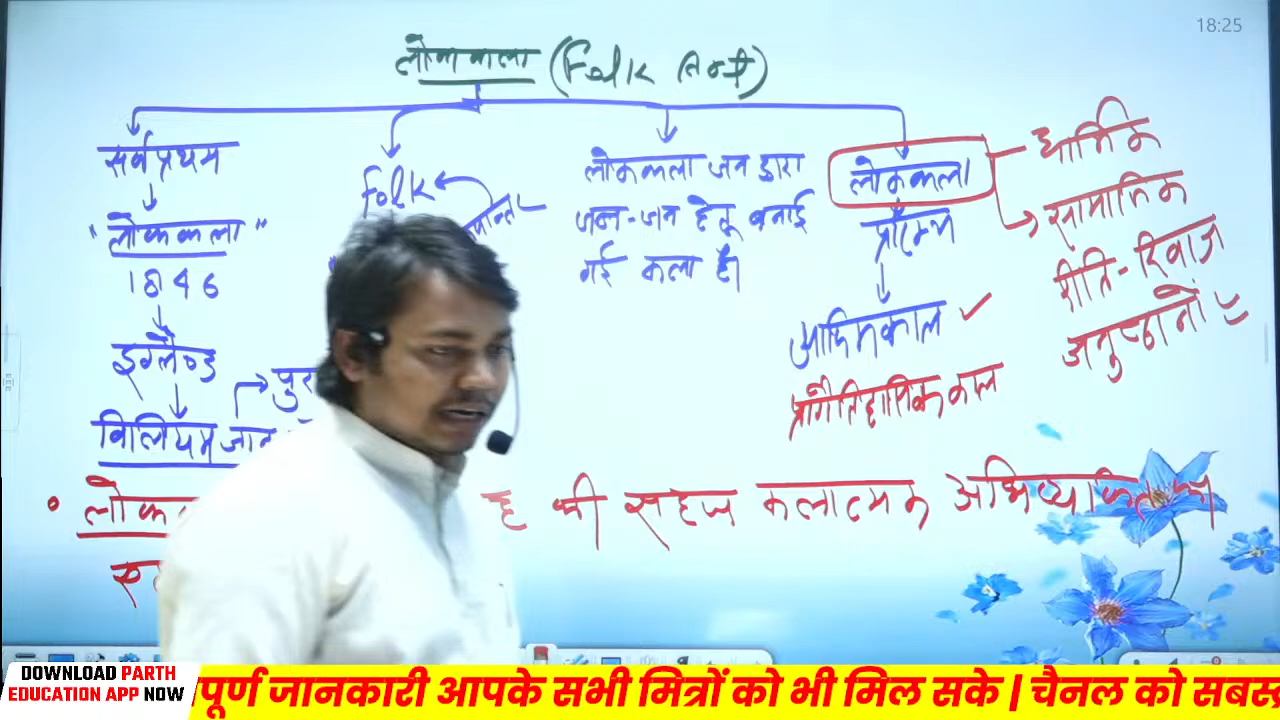 18:25
लोककला (Folk
सर्वप्रथम
"लोककला"
1846
इग्लैण्ड
विलियम जान
Folk
लोककला जन द्वारा
जन-जन हेतु बनाई
गई कला है।
लोककला
प्रारम्भ
आदिमकाल
प्रागैतिहासिक काल
धार्मिक
सामाजिक
रीति-रिवाज
अनुष्ठानों
की सहज कलात्मक अभिव्यक्ति
DOWNLOAD PARTH
EDUCATION APP NOW
पूर्ण जानकारी आपके सभी मित्रों को भी मिल सके | चैनल को सबस्